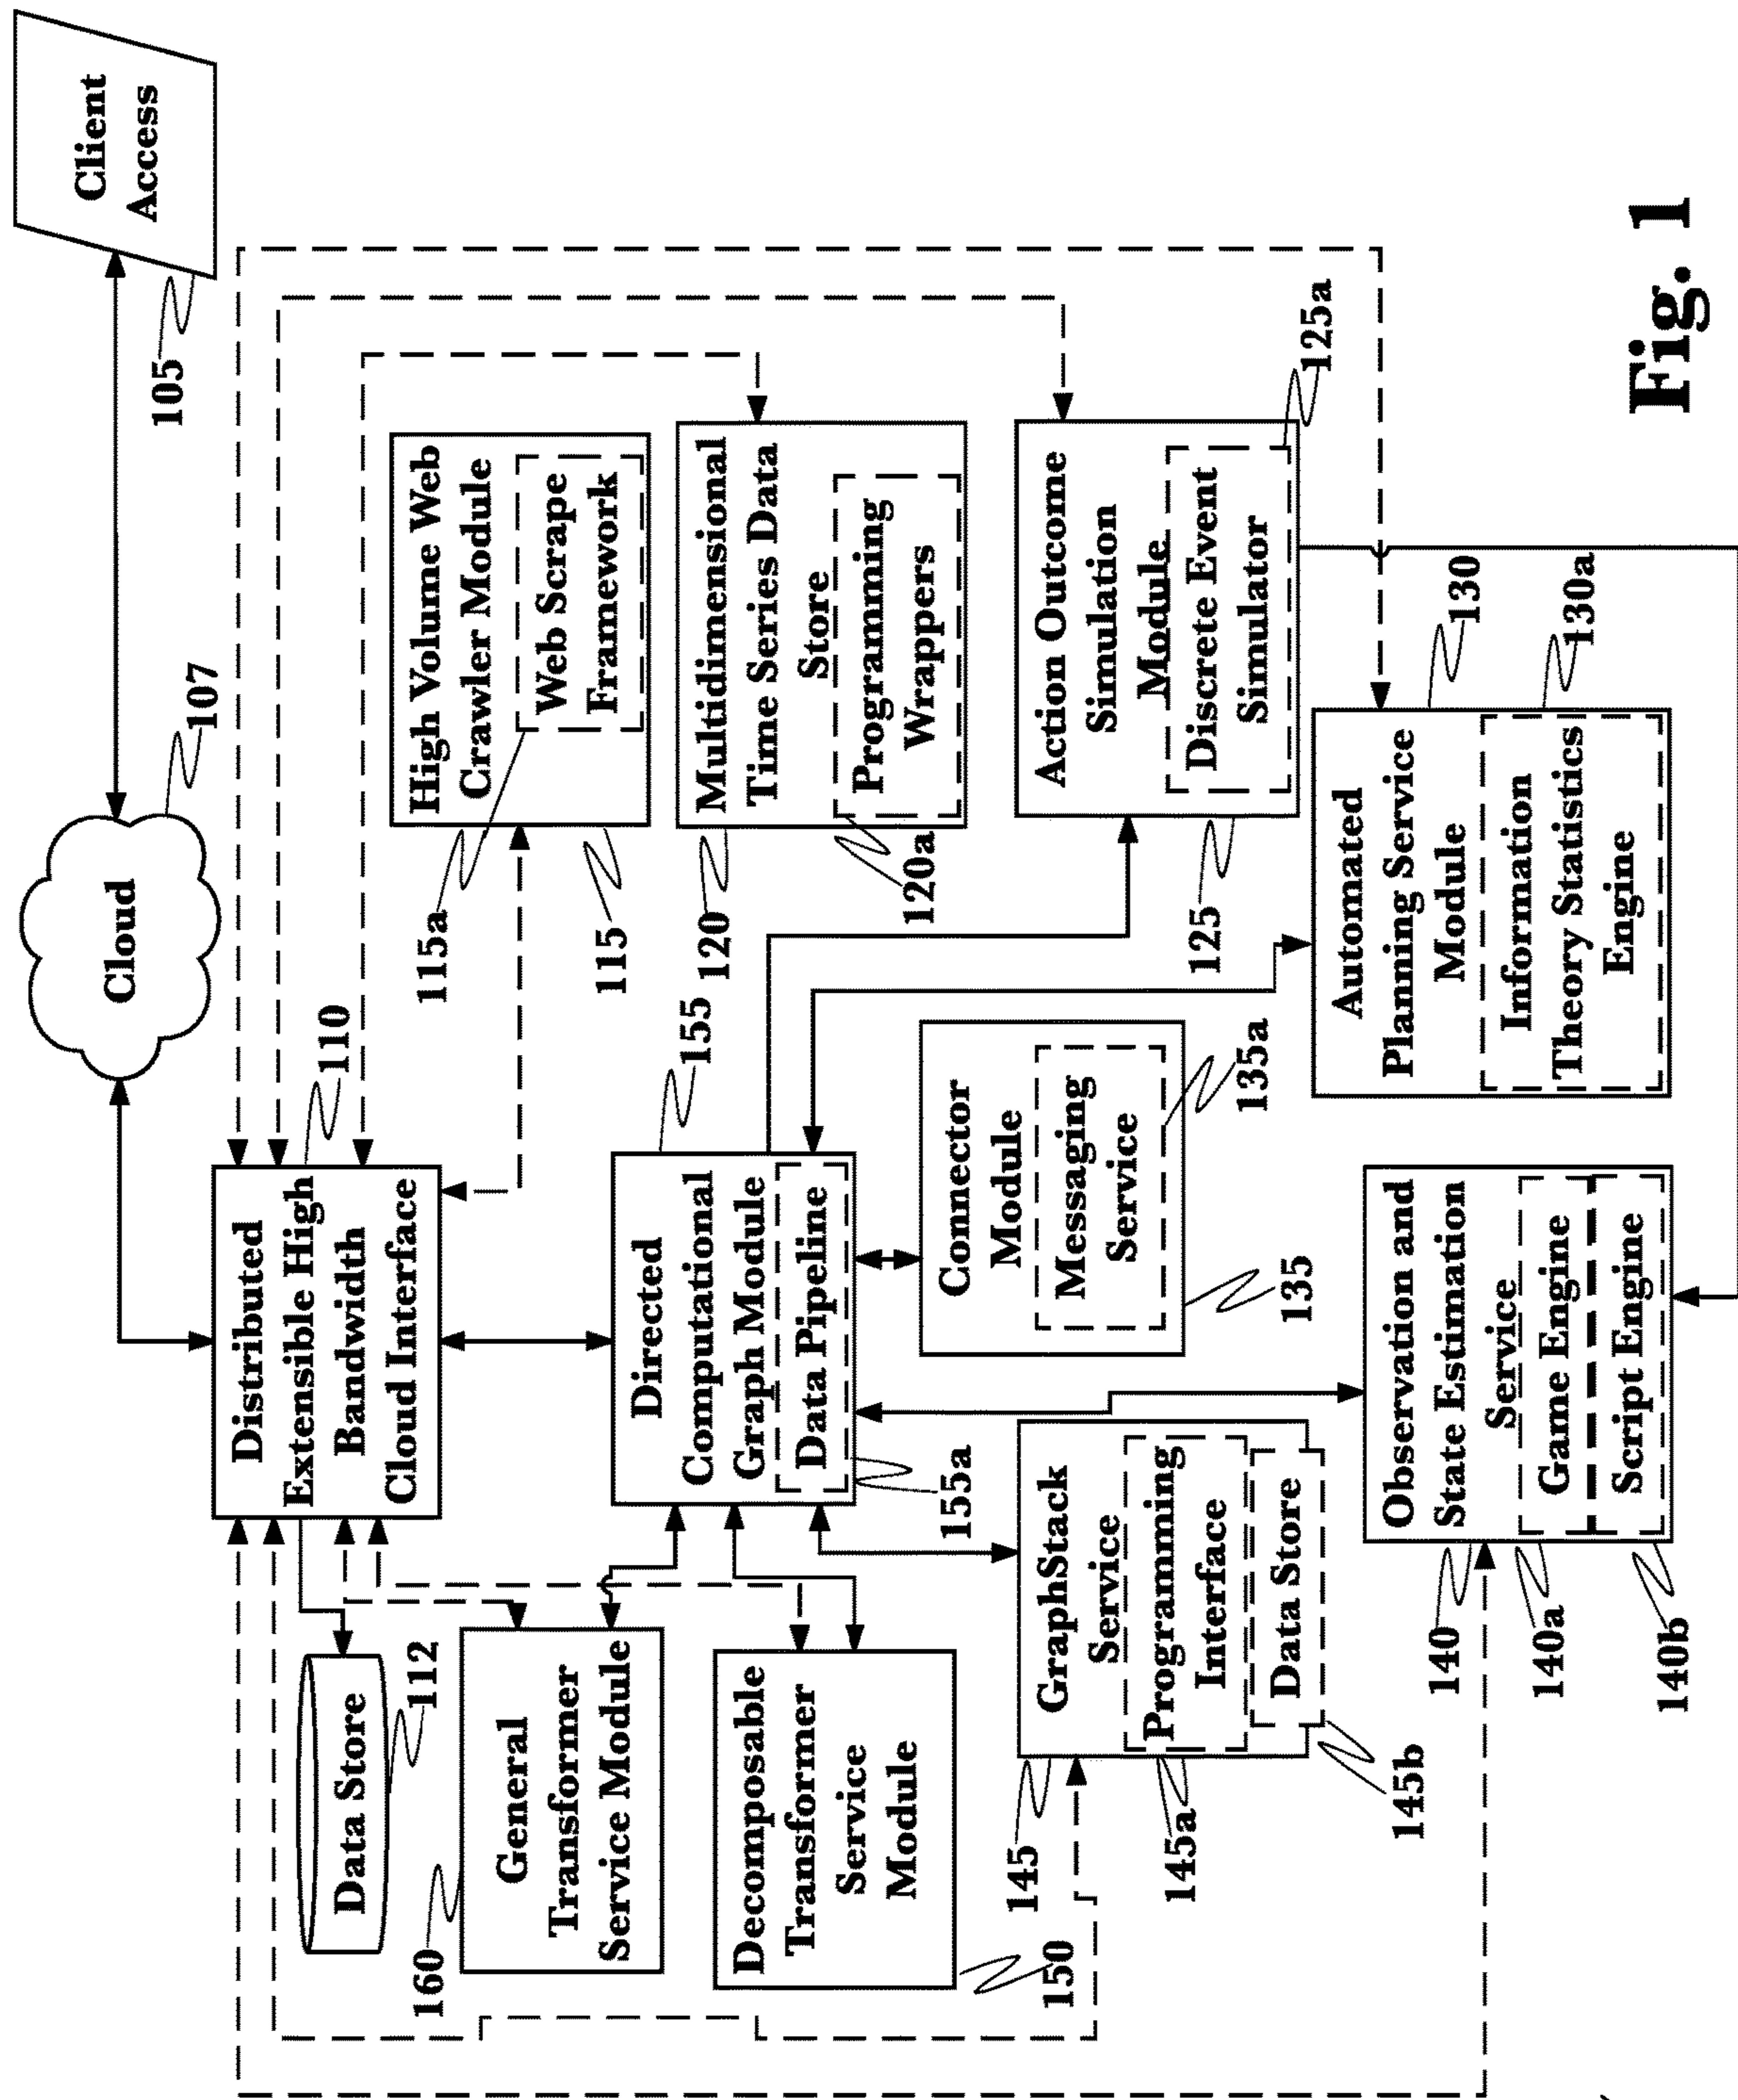 Client
Access
105
Cloud
107
Distributed
Extensible High
Bandwidth
Cloud Interface
110
Data Store
112
High Volume Web
Crawler Module
Web Scrape
Framework
115a
115
Multidimensional
Time Series Data
Store
Programming
Wrappers
120
120a
Action Outcome
Simulation
Module
Discrete Event
Simulator
125
125a
Automated
Planning Service
Module
Information
Theory Statistics
Engine
130
130a
Directed
Computational
Graph Module
Data Pipeline
155
155a
Connector
Module
Messaging
Service
135
135a
General
Transformer
Service Module
160
Decomposable
Transformer
Service
Module
150
GraphStack
Service
Programming
Interface
Data Store
145
145a
145b
Observation and
State Estimation
Service
Game Engine
Script Engine
140
140a
140b
Fig. 1